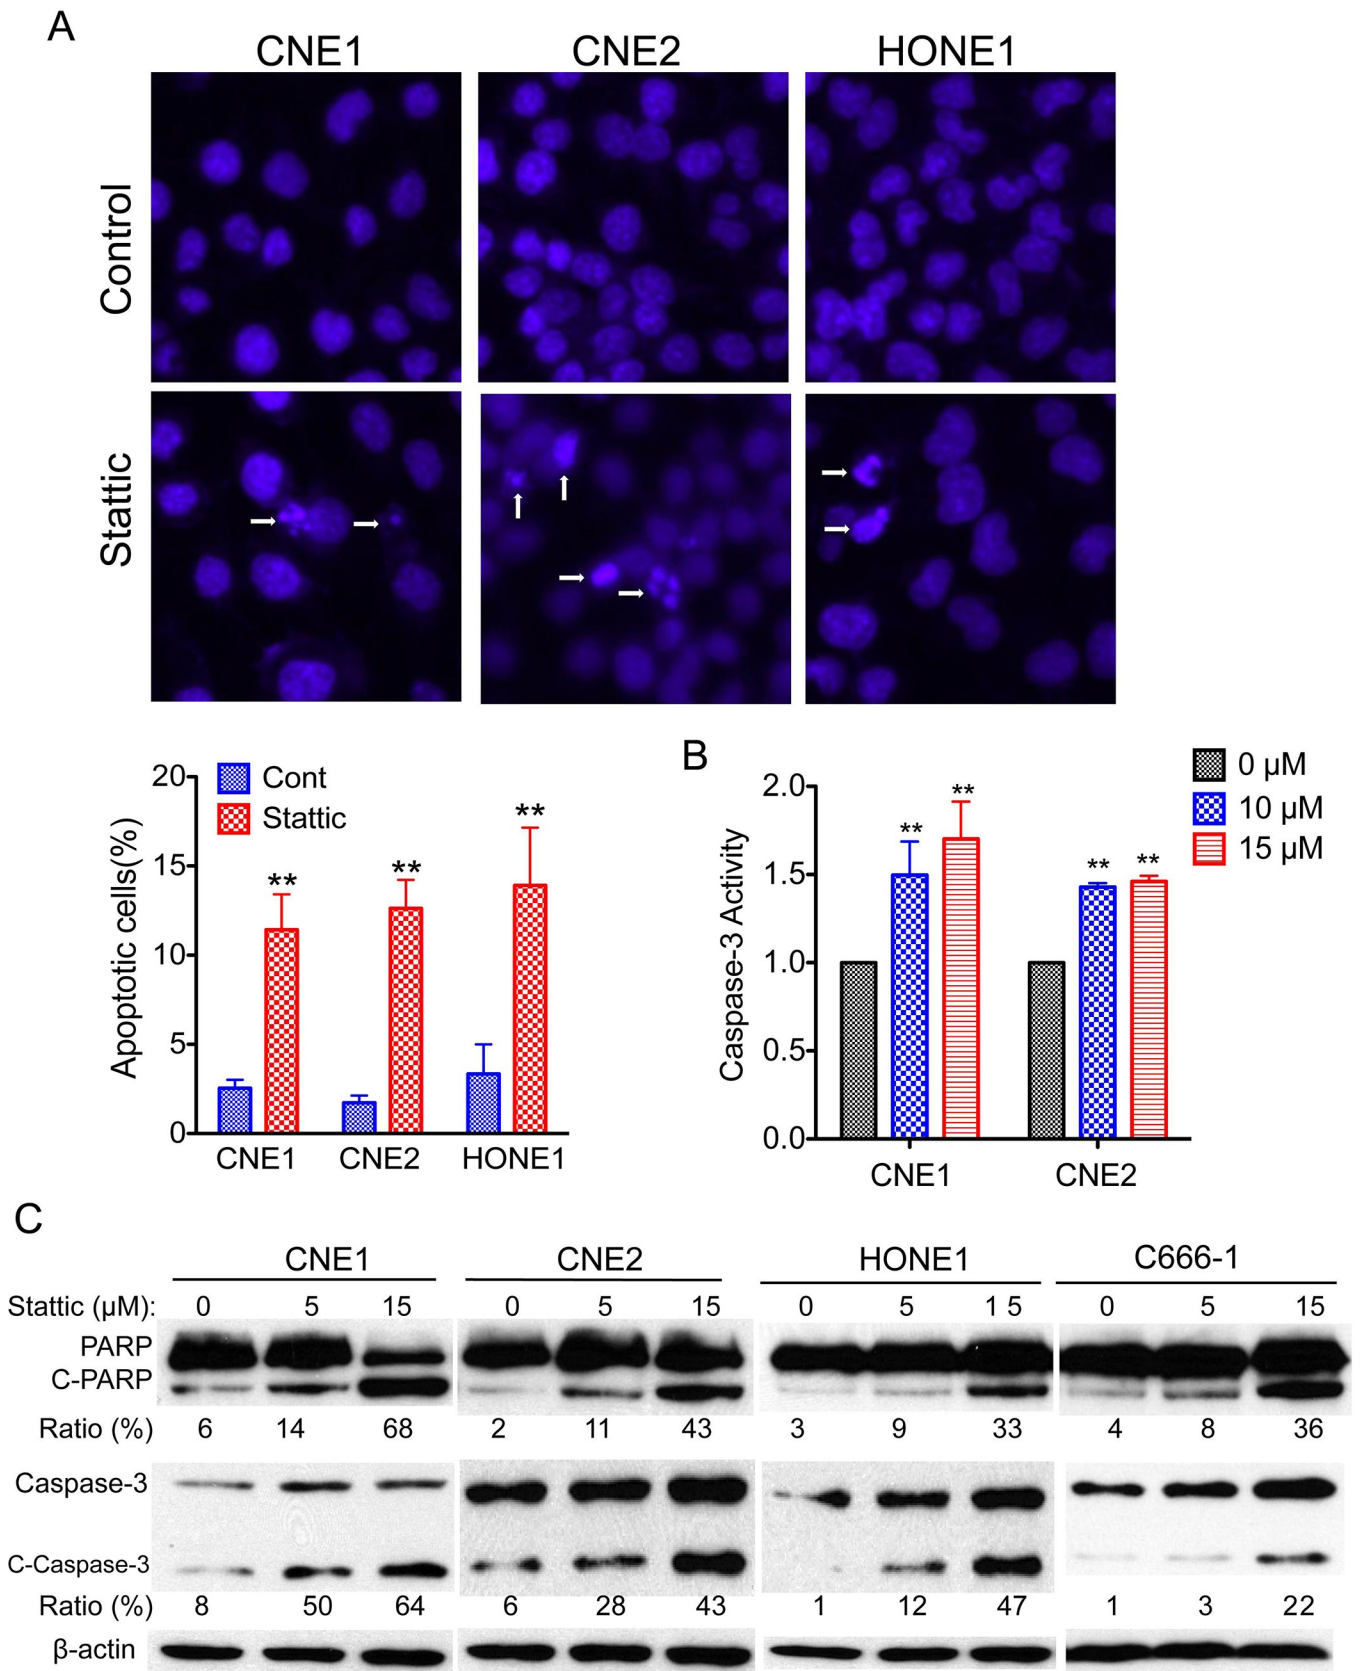 A
CNE1 CNE2 HONE1
Control
Stattic
20
15
10
5
0
Apoptotic cells(%)
Cont
Stattic
** ** **
CNE1 CNE2 HONE1
B
2.0
1.5
1.0
0.5
0.0
Caspase-3 Activity
0 µM
10 µM
15 µM
** ** ** **
CNE1 CNE2
C
CNE1 CNE2 HONE1 C666-1
Stattic (µM): 0 5 15 0 5 15 0 5 1 5 0 5 15
PARP
C-PARP
Ratio (%) 6 14 68 2 11 43 3 9 33 4 8 36
Caspase-3
C-Caspase-3
Ratio (%) 8 50 64 6 28 43 1 12 47 1 3 22
β-actin